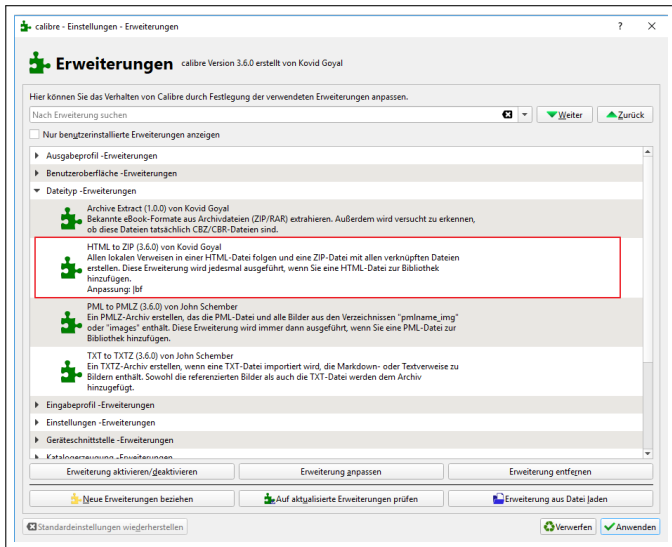 calibre - Einstellungen - Erweiterungen
Erweiterungen calibre Version 3.6.0 erstellt von Kovid Goyal
Hier können Sie das Verhalten von Calibre durch Festlegung der verwendeten Erweiterungen anpassen.
Nach Erweiterung suchen Weiter Zurück
Nur benutzerinstallierte Erweiterungen anzeigen
Ausgabeprofil -Erweiterungen
Benutzeroberfläche -Erweiterungen
Dateityp -Erweiterungen
Archive Extract (1.0.0) von Kovid Goyal
Bekannte eBook-Formate aus Archivdateien (ZIP/RAR) extrahieren. Außerdem wird versucht zu erkennen,
ob diese Dateien tatsächlich CBZ/CBR-Dateien sind.
HTML to ZIP (3.6.0) von Kovid Goyal
Allen lokalen Verweisen in einer HTML-Datei folgen und eine ZIP-Datei mit allen verknüpften Dateien
erstellen. Diese Erweiterung wird jedesmal ausgeführt, wenn Sie eine HTML-Datei zur Bibliothek
hinzufügen.
Anpassung: |bf
PML to PMLZ (3.6.0) von John Schember
Ein PMLZ-Archiv erstellen, das die PML-Datei und alle Bilder aus den Verzeichnissen "pmlname_img"
oder "images" enthält. Diese Erweiterung wird immer dann ausgeführt, wenn Sie eine PML-Datei zur
Bibliothek hinzufügen.
TXT to TXTZ (3.6.0) von John Schember
Ein TXTZ-Archiv erstellen, wenn eine TXT-Datei importiert wird, die Markdown- oder Textverweise zu
Bildern enthält. Sowohl die referenzierten Bilder als auch die TXT-Datei werden dem Archiv
hinzugefügt.
Eingabeprofil -Erweiterungen
Einstellungen -Erweiterungen
Geräteschnittstelle -Erweiterungen
Katalogerzeugung -Erweiterungen
Erweiterung aktivieren/deaktivieren Erweiterung anpassen Erweiterung entfernen
Neue Erweiterungen beziehen Auf aktualisierte Erweiterungen prüfen Erweiterung aus Datei laden
Standardeinstellungen wiederherstellen Verwerfen Anwenden